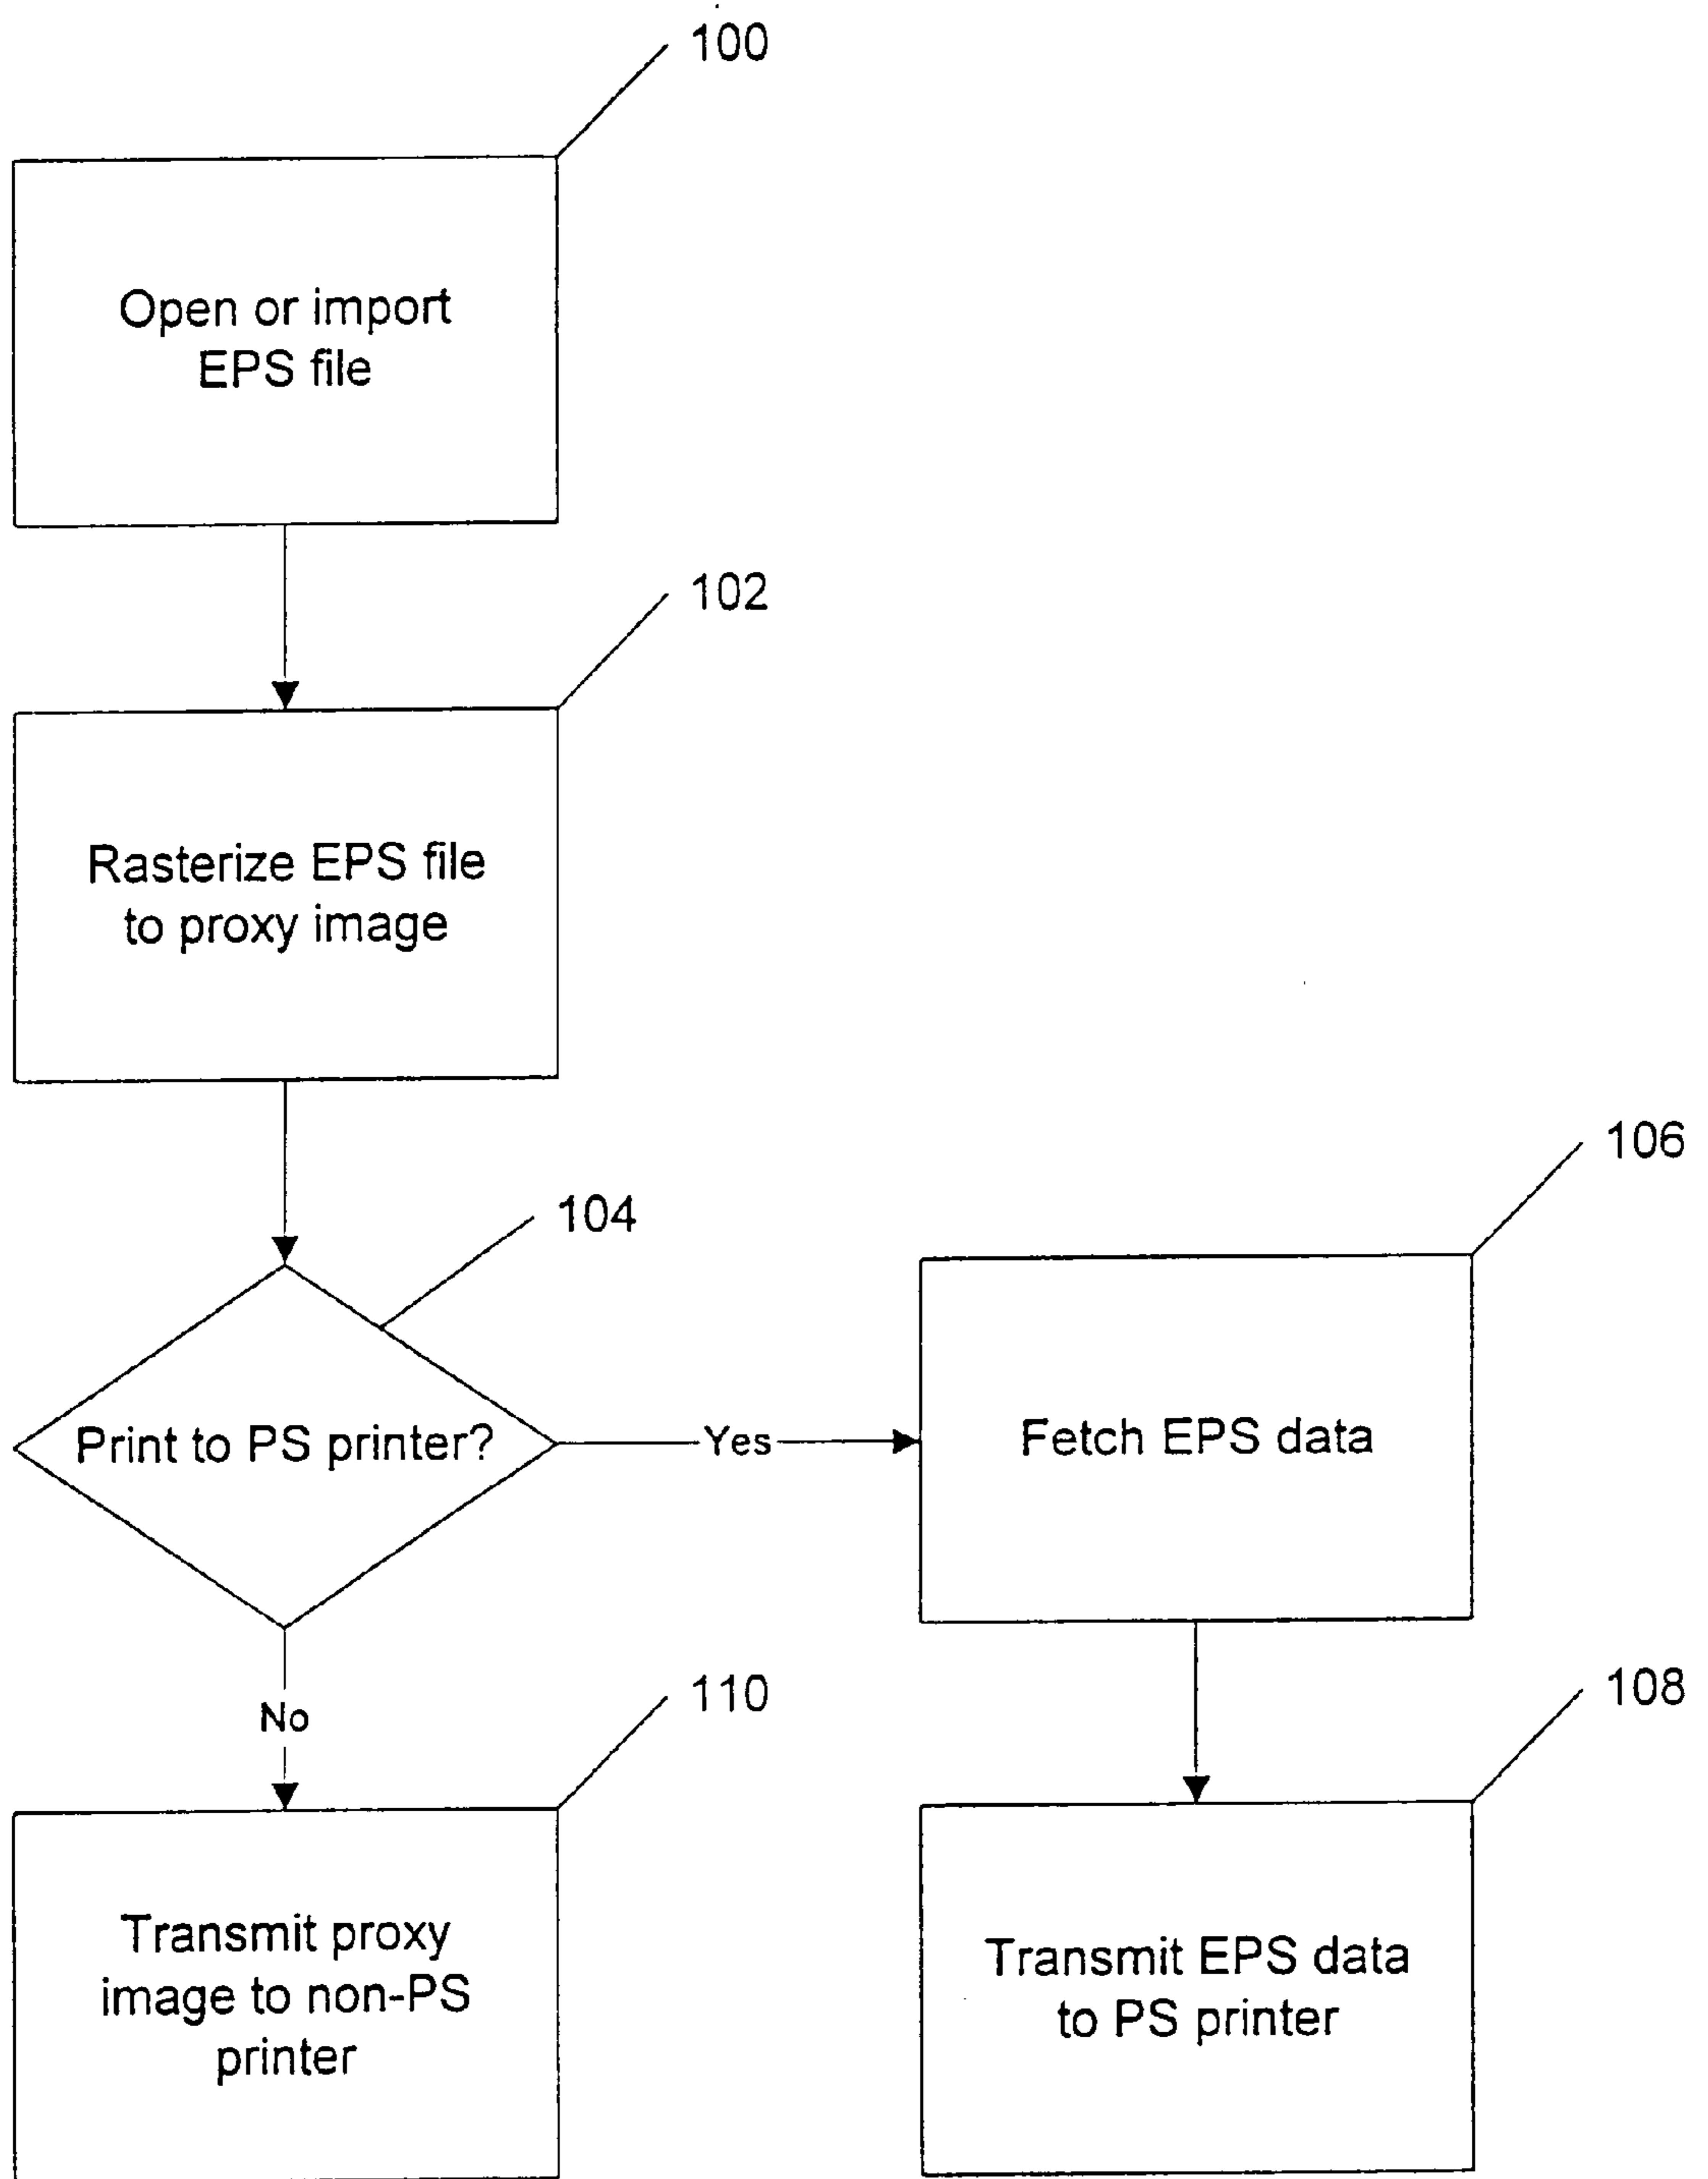 100
Open or import
EPS file
102
Rasterize EPS file
to proxy image
104
Print to PS printer?
Yes
106
Fetch EPS data
No
110
Transmit proxy
image to non-PS
printer
108
Transmit EPS data
to PS printer